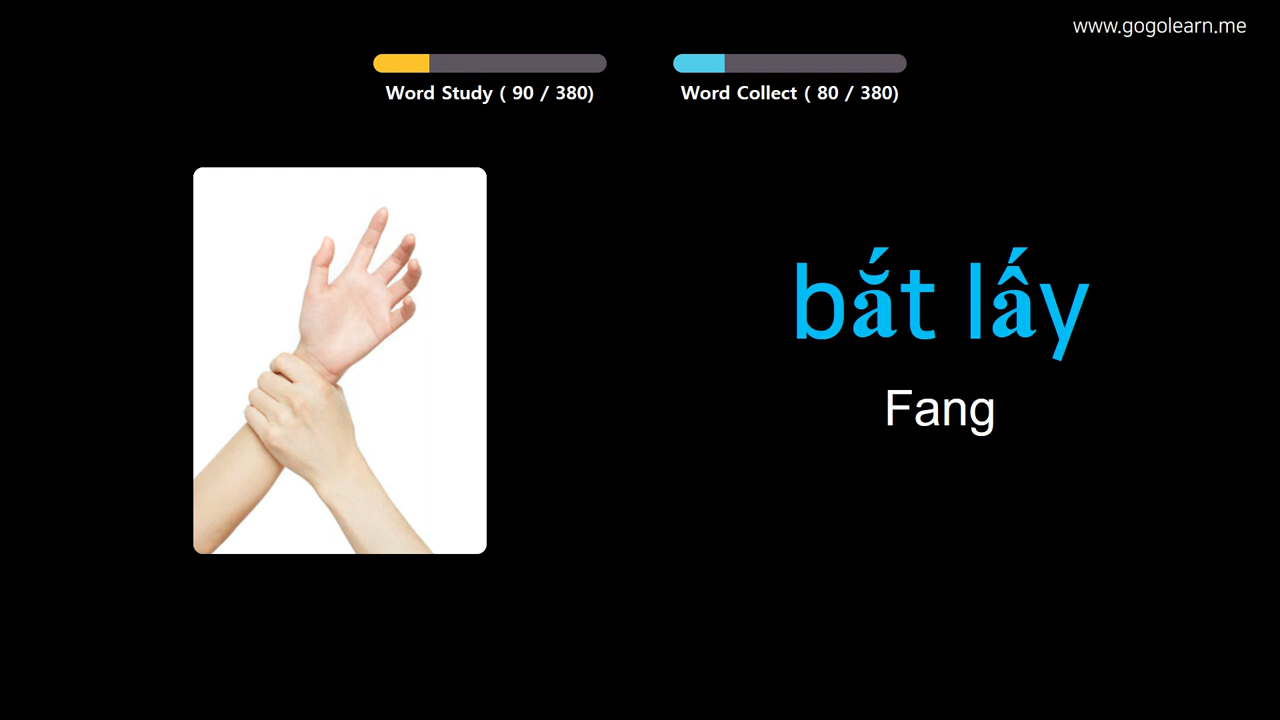 www.gogolearn.me
Word Study ( 90 / 380)
Word Collect ( 80 / 380)
bắt lấy
Fang